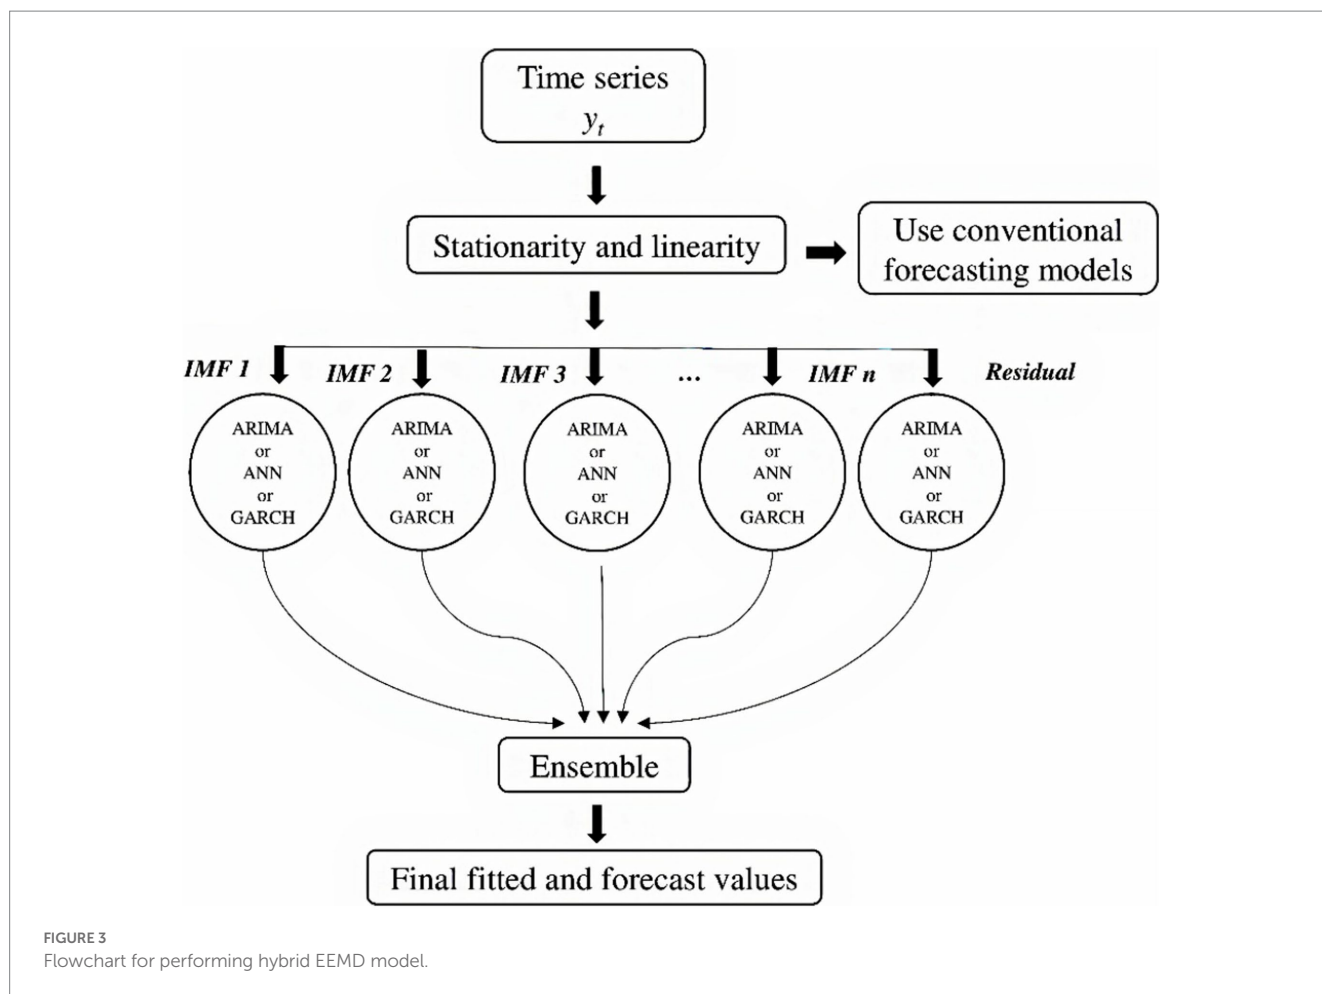 Time series
yt
Stationarity and linearity
Use conventional
forecasting models
IMF 1
IMF 2
IMF 3
...
IMF n
Residual
ARIMA
or
ANN
or
GARCH
ARIMA
or
ANN
or
GARCH
ARIMA
or
ANN
or
GARCH
ARIMA
or
ANN
or
GARCH
ARIMA
or
ANN
or
GARCH
Ensemble
Final fitted and forecast values
FIGURE 3
Flowchart for performing hybrid EEMD model.